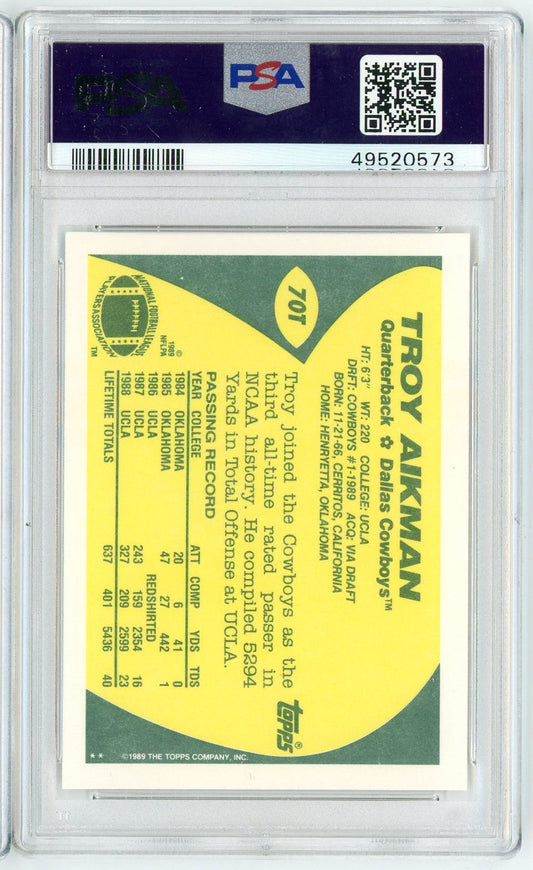 PSA
PSA
49520573
TROY AIKMAN
Quarterback ✿ Dallas Cowboys™
HT: 6'3" WT: 220 COLLEGE: UCLA
DRFT: COWBOYS #1-1989 ACQ: VIA DRAFT
BORN: 11-21-66, CERRITOS, CALIFORNIA
HOME: HENRYETTA, OKLAHOMA
70T
Troy joined the Cowboys as the
third all-time rated passer in
NCAA history. He compiled 5294
Yards in Total Offense at UCLA.
topps®
NATIONAL FOOTBALL LEAGUE
PLAYERS ASSOCIATION
™
©
1989
NFLPA
PASSING RECORD
YEAR COLLEGE ATT COMP YDS TDS
1984 OKLAHOMA 20 6 41 0
1985 OKLAHOMA 47 27 442 1
1986 UCLA REDSHIRTED
1987 UCLA 243 159 2354 16
1988 UCLA 327 209 2599 23
LIFETIME TOTALS 637 401 5436 40
** ©1989 THE TOPPS COMPANY, INC.